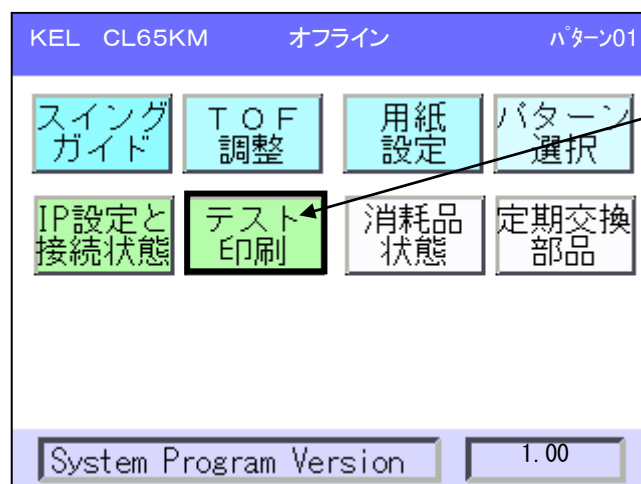 KEL CL65KM オフライン パターン01
スイング TOF 用紙 パターン
ガイド 調整 設定 選択
IP設定と テスト 消耗品 定期交換
接続状態 印刷 状態 部品
System Program Version 1.00